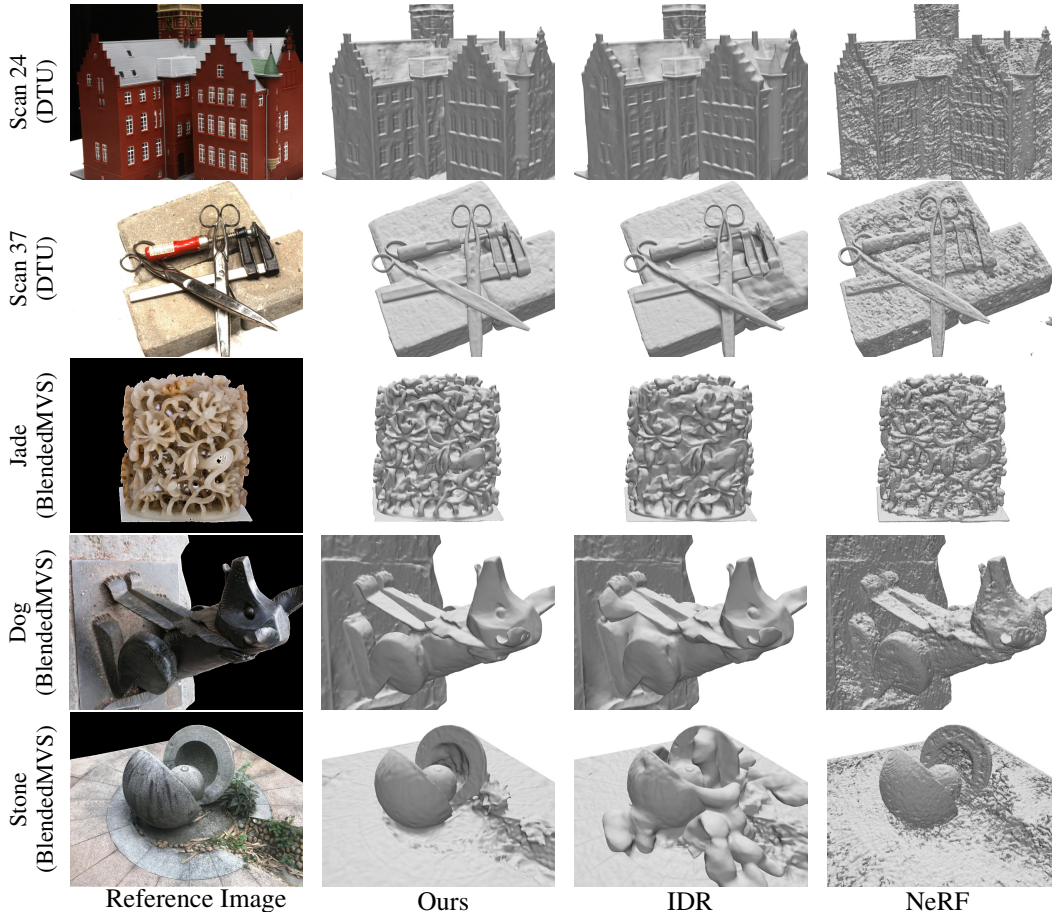 Scan 24
(DTU)
Scan 37
(DTU)
Jade
(BlendedMVS)
Dog
(BlendedMVS)
Stone
(BlendedMVS)
Reference Image
Ours
IDR
NeRF